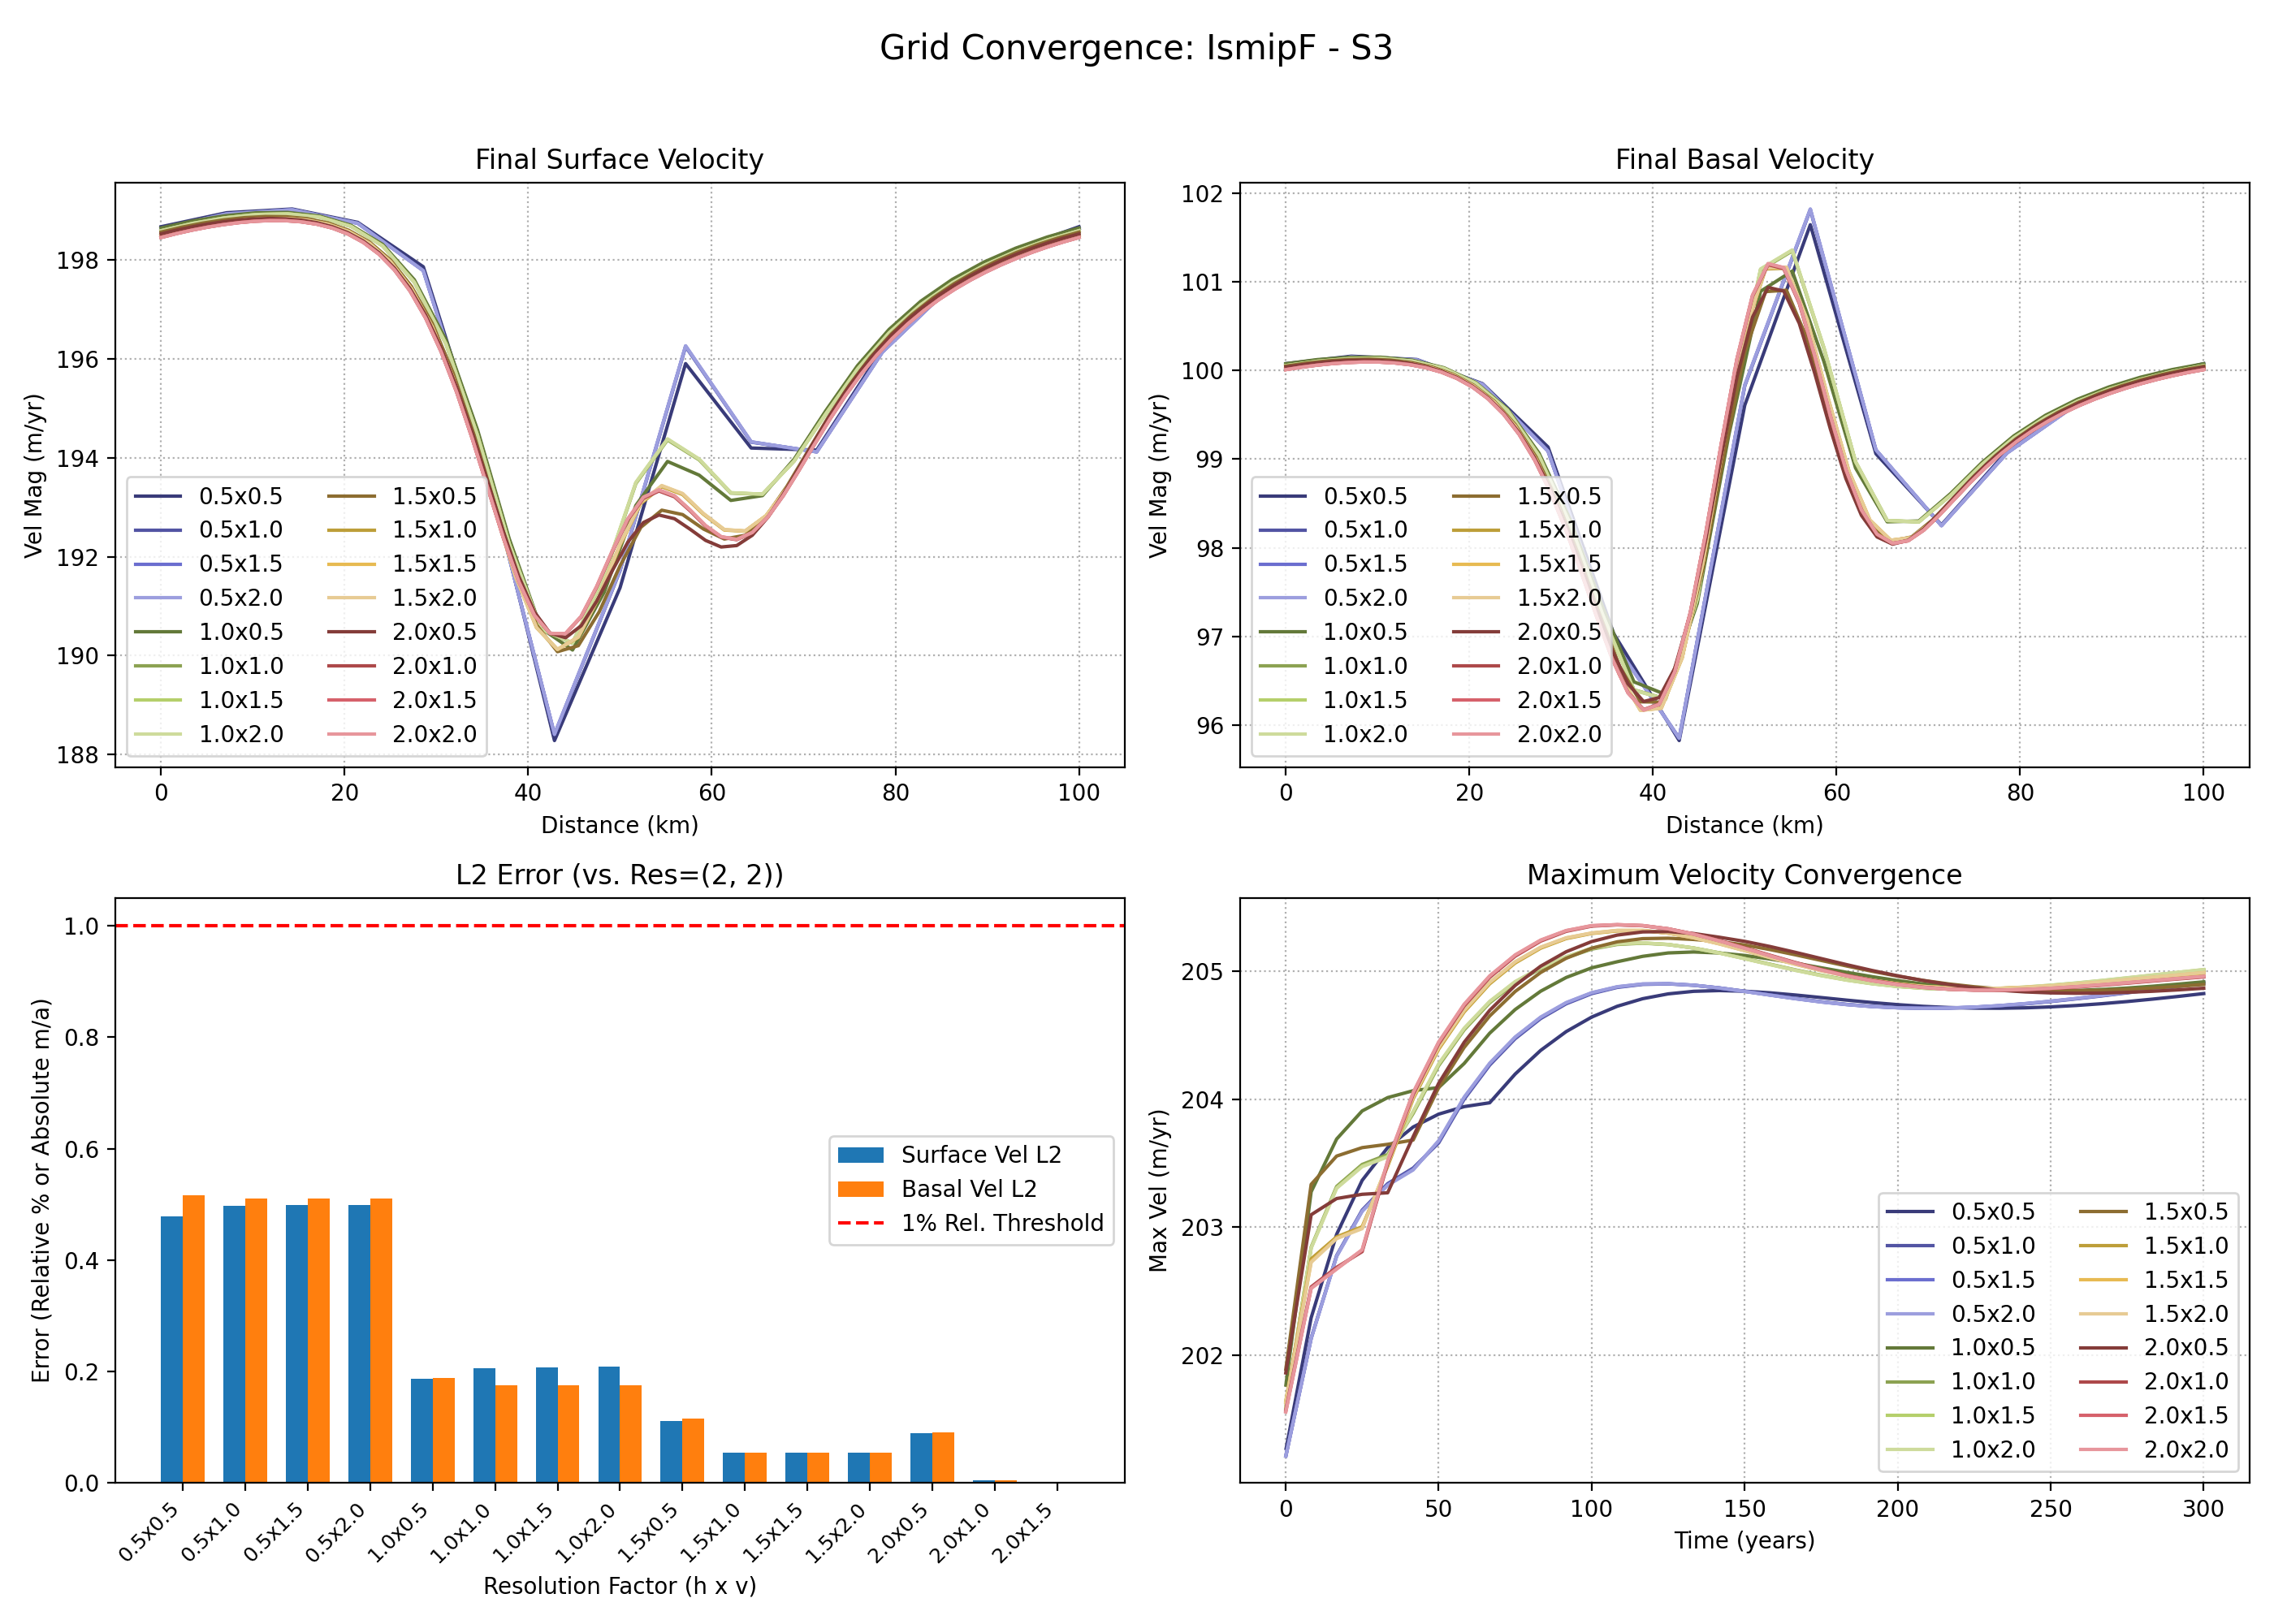 Grid Convergence: IsmipF - S3
Final Surface Velocity
Vel Mag (m/yr)
198
196
194
192
190
188
0.5x0.5
0.5x1.0
0.5x1.5
0.5x2.0
1.0x0.5
1.0x1.0
1.0x1.5
1.0x2.0
1.5x0.5
1.5x1.0
1.5x1.5
1.5x2.0
2.0x0.5
2.0x1.0
2.0x1.5
2.0x2.0
0 20 40 60 80 100
Distance (km)
Final Basal Velocity
Vel Mag (m/yr)
102
101
100
99
98
97
96
0.5x0.5
0.5x1.0
0.5x1.5
0.5x2.0
1.0x0.5
1.0x1.0
1.0x1.5
1.0x2.0
1.5x0.5
1.5x1.0
1.5x1.5
1.5x2.0
2.0x0.5
2.0x1.0
2.0x1.5
2.0x2.0
0 20 40 60 80 100
Distance (km)
L2 Error (vs. Res=(2, 2))
Error (Relative % or Absolute m/a)
1.0
0.8
0.6
0.4
0.2
0.0
Surface Vel L2
Basal Vel L2
1% Rel. Threshold
0.5x0.5
0.5x1.0
0.5x1.5
0.5x2.0
1.0x0.5
1.0x1.0
1.0x1.5
1.0x2.0
1.5x0.5
1.5x1.0
1.5x1.5
1.5x2.0
2.0x0.5
2.0x1.0
2.0x1.5
Resolution Factor (h x v)
Maximum Velocity Convergence
Max Vel (m/yr)
205
204
203
202
0.5x0.5
0.5x1.0
0.5x1.5
0.5x2.0
1.0x0.5
1.0x1.0
1.0x1.5
1.0x2.0
1.5x0.5
1.5x1.0
1.5x1.5
1.5x2.0
2.0x0.5
2.0x1.0
2.0x1.5
2.0x2.0
0 50 100 150 200 250 300
Time (years)